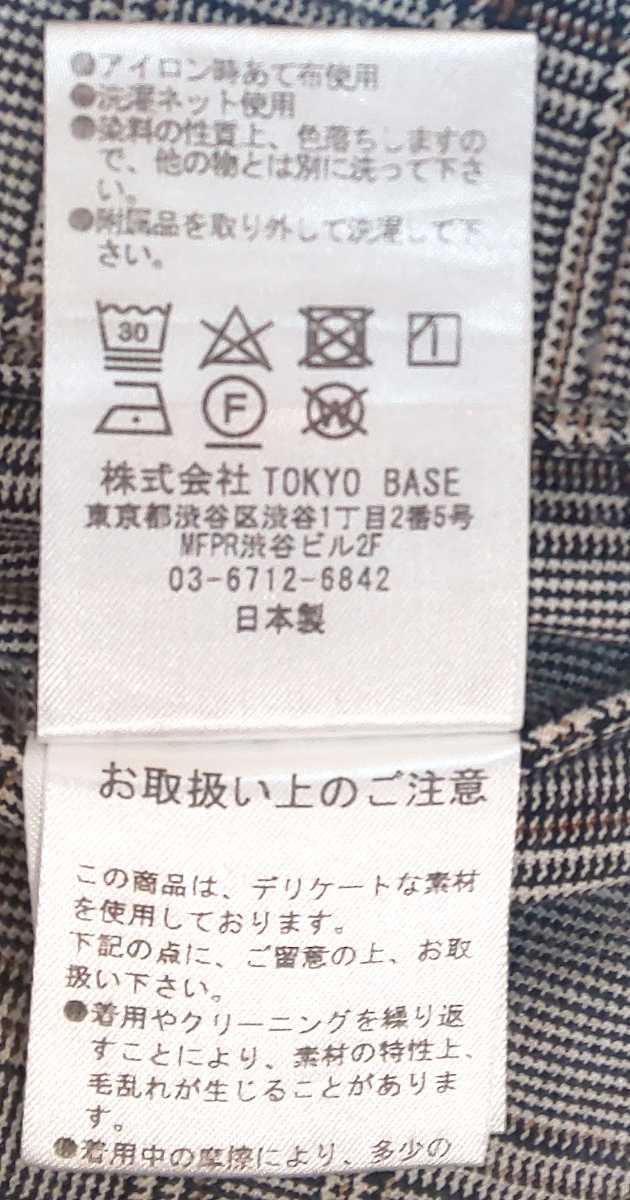 ●アイロン時あて布使用
●洗濯ネット使用
●染料の性質上、色落ちしますの
で、他の物とは別に洗って下さ
い。
●附属品を取り外して洗濯して下
さい。
30
F
W
株式会社 TOKYO BASE
東京都渋谷区渋谷1丁目2番5号
MFPR渋谷ビル2F
03-6712-6842
日本製
お取扱い上のご注意
この商品は、デリケートな素材
を使用しております。
下記の点に、ご留意の上、お取
扱い下さい。
●着用やクリーニングを繰り返
すことにより、素材の特性上、
毛乱れが生じることがありま
す。
●着用中の摩擦により、多少の